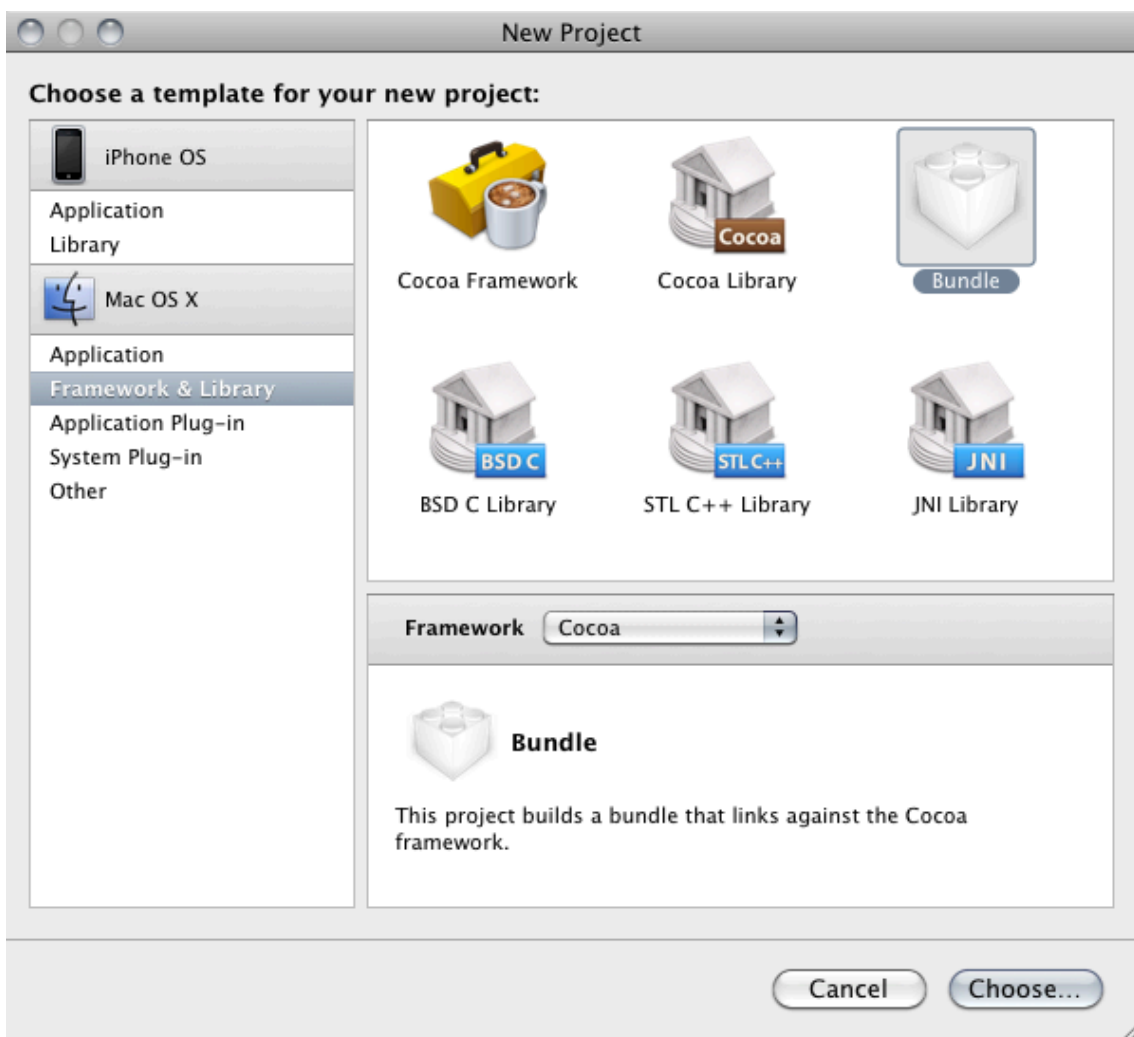 New Project
Choose a template for your new project:
iPhone OS
Application
Library
Mac OS X
Application
Framework & Library
Application Plug-in
System Plug-in
Other
Cocoa
Cocoa Framework
Cocoa Library
Bundle
BSD C
STL C++
JNI
BSD C Library
STL C++ Library
JNI Library
Framework
Cocoa
Bundle
This project builds a bundle that links against the Cocoa
framework.
Cancel
Choose...